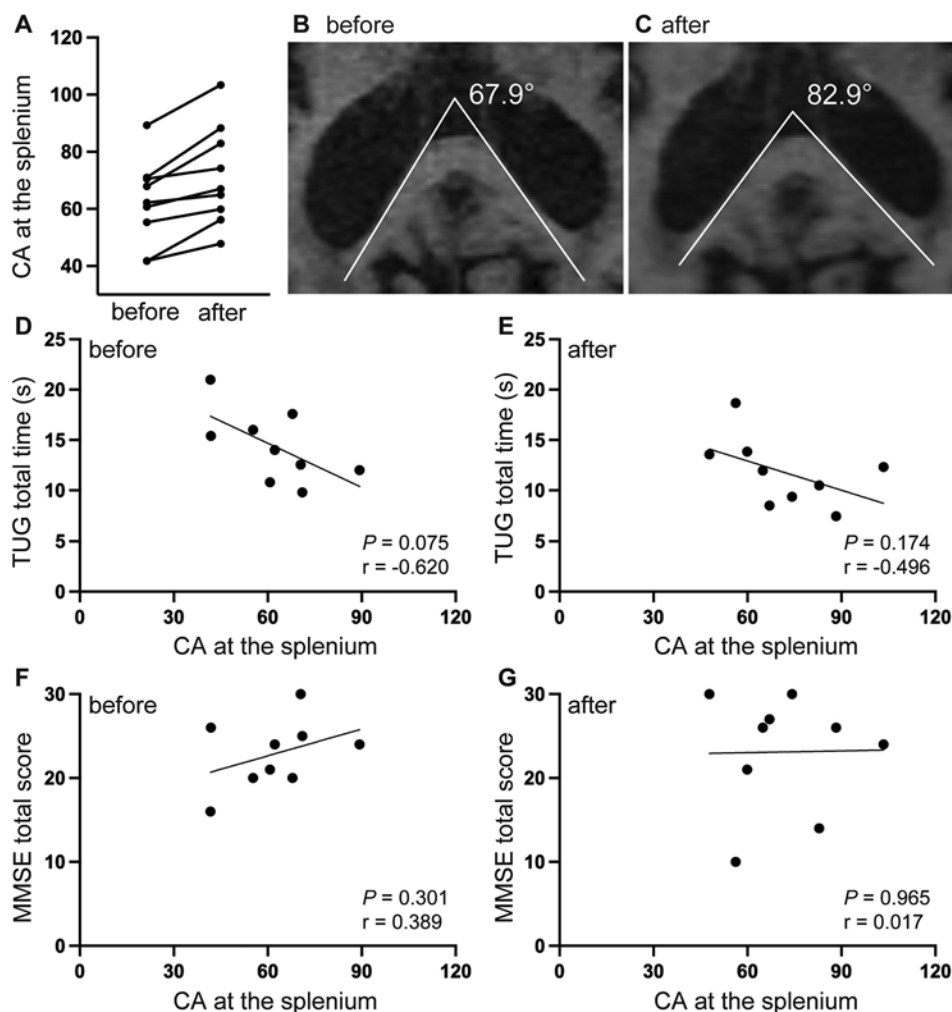 A
CA at the splenium
120
100
80
60
40
before after
B before
67.9°
C after
82.9°
D
before
TUG total time (s)
25
20
15
10
5
0
0 30 60 90 120
CA at the splenium
P = 0.075
r = -0.620
E
after
TUG total time (s)
25
20
15
10
5
0
0 30 60 90 120
CA at the splenium
P = 0.174
r = -0.496
F
before
MMSE total score
30
20
10
0
0 30 60 90 120
CA at the splenium
P = 0.301
r = 0.389
G
after
MMSE total score
30
20
10
0
0 30 60 90 120
CA at the splenium
P = 0.965
r = 0.017